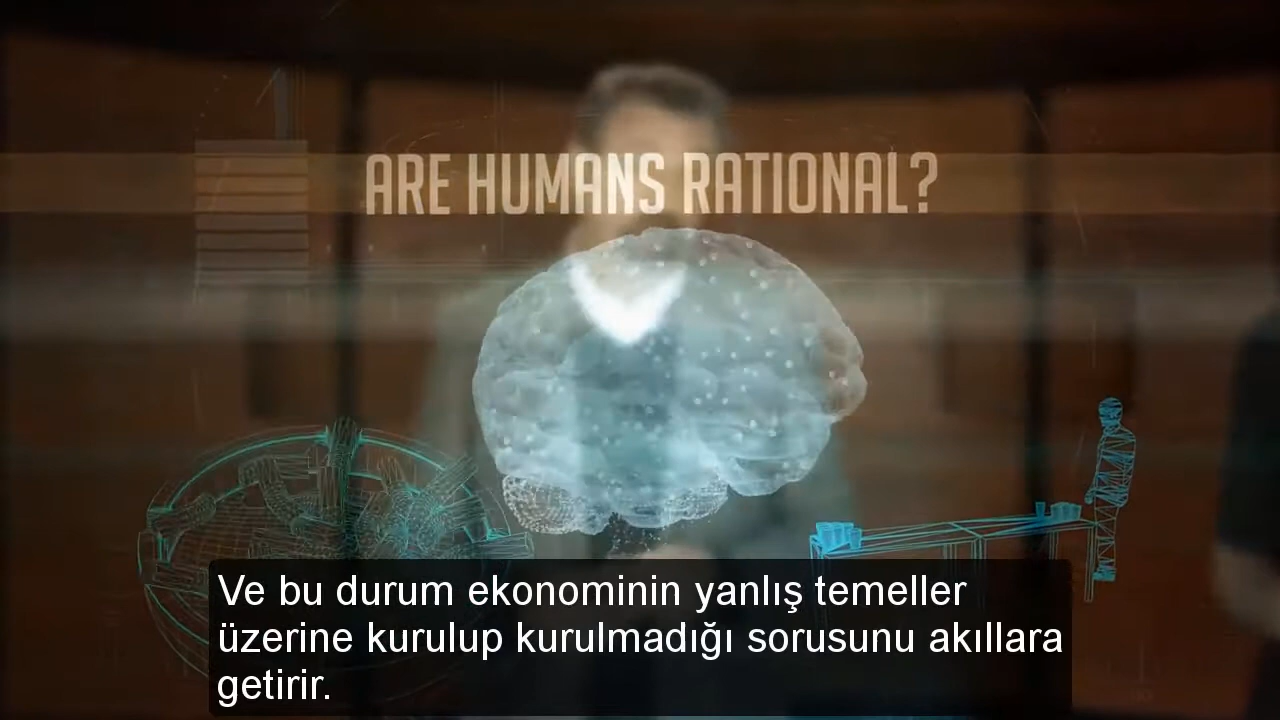 ARE HUMANS RATIONAL?
Ve bu durum ekonominin yanlış temeller
üzerine kurulup kurulmadığı sorusunu akıllara
getirir.